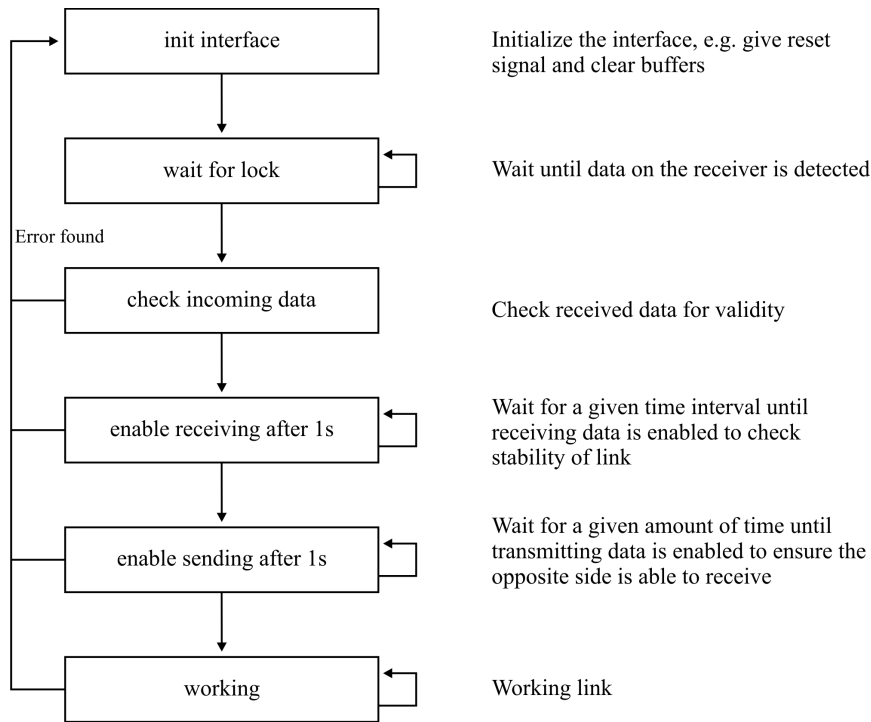 init interface
Initialize the interface, e.g. give reset
signal and clear buffers
wait for lock
Wait until data on the receiver is detected
Error found
check incoming data
Check received data for validity
enable receiving after 1s
Wait for a given time interval until
receiving data is enabled to check
stability of link
enable sending after 1s
Wait for a given amount of time until
transmitting data is enabled to ensure the
opposite side is able to receive
working
Working link